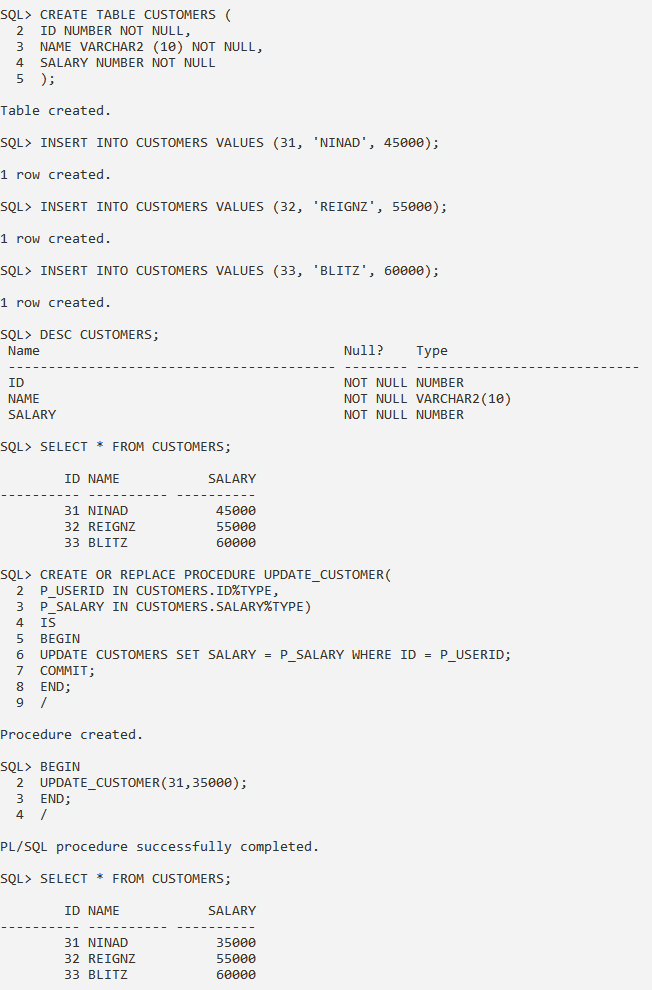 SQL> CREATE TABLE CUSTOMERS (
  2  ID NUMBER NOT NULL,
  3  NAME VARCHAR2 (10) NOT NULL,
  4  SALARY NUMBER NOT NULL
  5  );
Table created.
SQL> INSERT INTO CUSTOMERS VALUES (31, 'NINAD', 45000);
1 row created.
SQL> INSERT INTO CUSTOMERS VALUES (32, 'REIGNZ', 55000);
1 row created.
SQL> INSERT INTO CUSTOMERS VALUES (33, 'BLITZ', 60000);
1 row created.
SQL> DESC CUSTOMERS;
 Name                                      Null?    Type
 ----------------------------------------- -------- ----------------------------
 ID                                        NOT NULL NUMBER
 NAME                                      NOT NULL VARCHAR2(10)
 SALARY                                    NOT NULL NUMBER
SQL> SELECT * FROM CUSTOMERS;
        ID NAME           SALARY
---------- ---------- ----------
        31 NINAD           45000
        32 REIGNZ          55000
        33 BLITZ           60000
SQL> CREATE OR REPLACE PROCEDURE UPDATE_CUSTOMER(
  2  P_USERID IN CUSTOMERS.ID%TYPE,
  3  P_SALARY IN CUSTOMERS.SALARY%TYPE)
  4  IS
  5  BEGIN
  6  UPDATE CUSTOMERS SET SALARY = P_SALARY WHERE ID = P_USERID;
  7  COMMIT;
  8  END;
  9  /
Procedure created.
SQL> BEGIN
  2  UPDATE_CUSTOMER(31,35000);
  3  END;
  4  /
PL/SQL procedure successfully completed.
SQL> SELECT * FROM CUSTOMERS;
        ID NAME           SALARY
---------- ---------- ----------
        31 NINAD           35000
        32 REIGNZ          55000
        33 BLITZ           60000